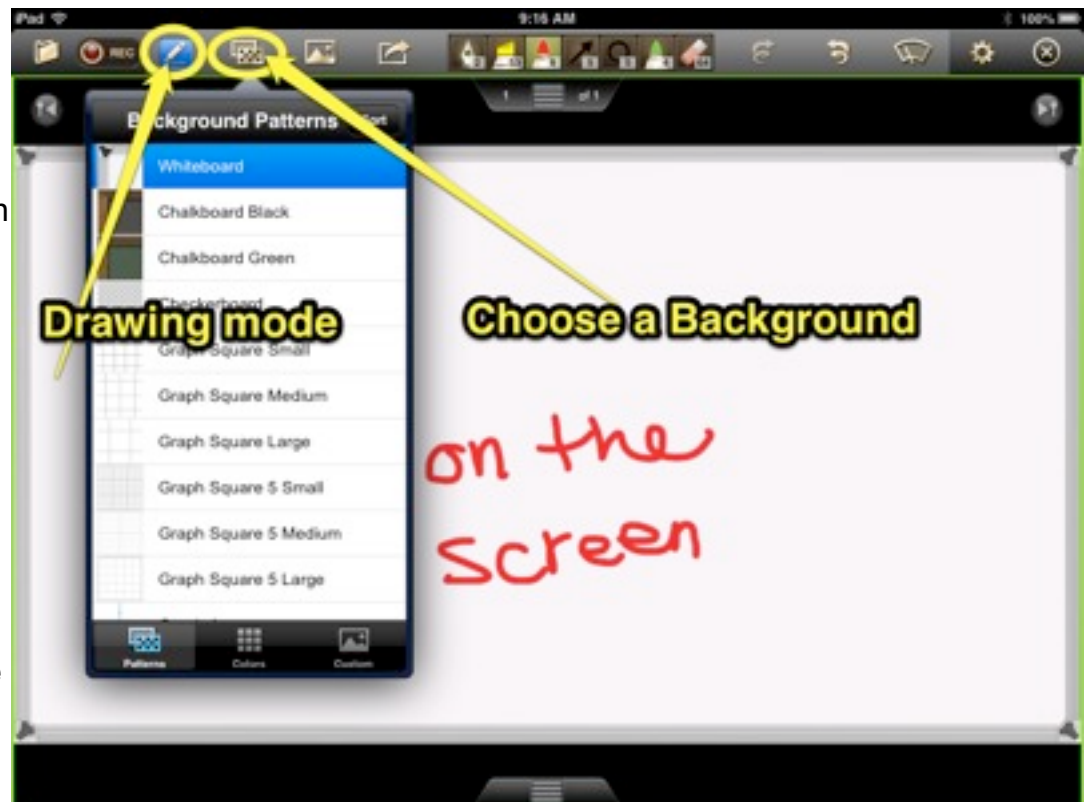 iPad 9:16 AM 100%
REC
1 of 1
Background Patterns
Whiteboard
Chalkboard Black
Chalkboard Green
Checkerboard
Drawing mode
Choose a Background
Graph Square Small
Graph Square Medium
Graph Square Large
on the
Graph Square 5 Small
Graph Square 5 Medium
screen
Graph Square 5 Large
Patterns Colors Custom